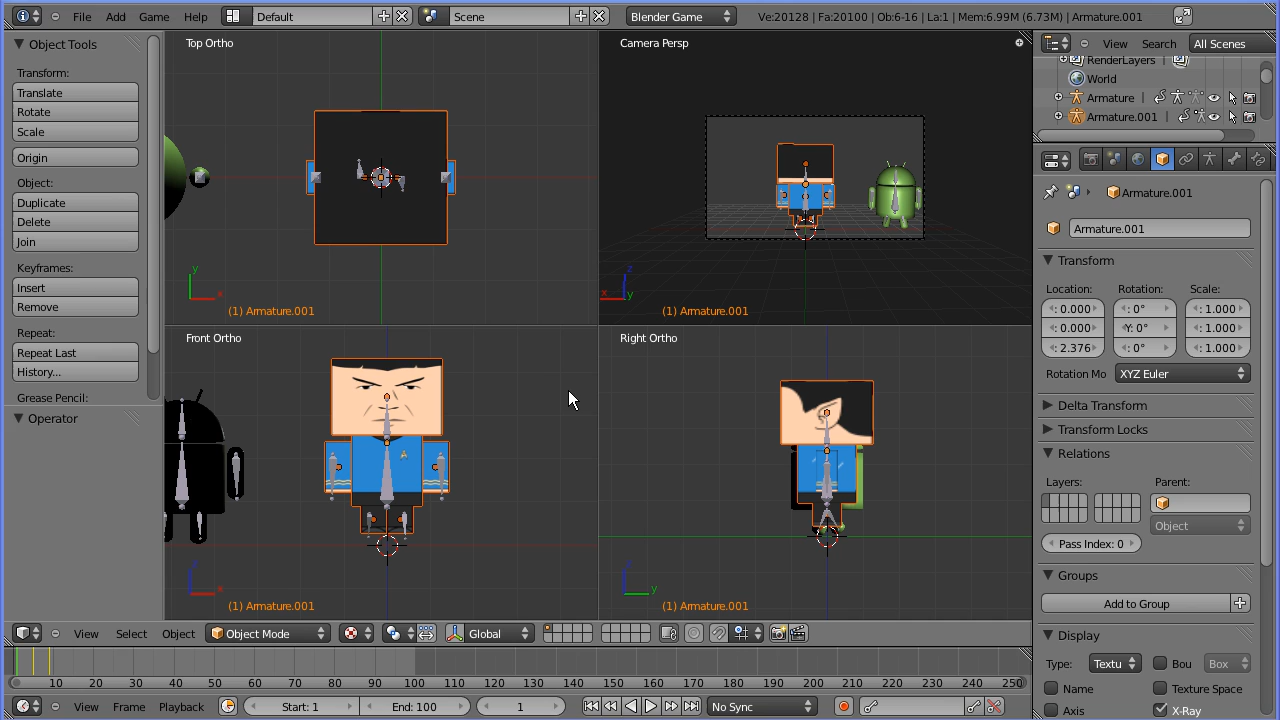 File Add Game Help Default Scene Blender Game Ve:20128 | Fa:20100 | Ob:6-16 | La:1 | Mem:6.99M (6.73M) | Armature.001
Object Tools
Transform:
Translate
Rotate
Scale
Origin
Object:
Duplicate
Delete
Join
Keyframes:
Insert
Remove
Repeat:
Repeat Last
History...
Grease Pencil:
Operator
Top Ortho
y
x
(1) Armature.001
Camera Persp
z
x
y
(1) Armature.001
Front Ortho
z
x
(1) Armature.001
Right Ortho
z
y
(1) Armature.001
View Search All Scenes
RenderLayers
World
Armature
Armature.001
Armature.001
Armature.001
Transform
Location: Rotation: Scale:
: 0.000 : 0° : 1.000
: 0.000 Y: 0° : 1.000
: 2.376 : 0° : 1.000
Rotation Mo XYZ Euler
Delta Transform
Transform Locks
Relations
Layers: Parent:
Object
Pass Index: 0
Groups
Add to Group
Display
Type: Textu Bou Box
Name Texture Space
Axis X-Ray
View Select Object Object Mode Global
10 20 30 40 50 60 70 80 90 100 110 120 130 140 150 160 170 180 190 200 210 220 230 240 250
View Frame Playback Start: 1 End: 100 1 No Sync